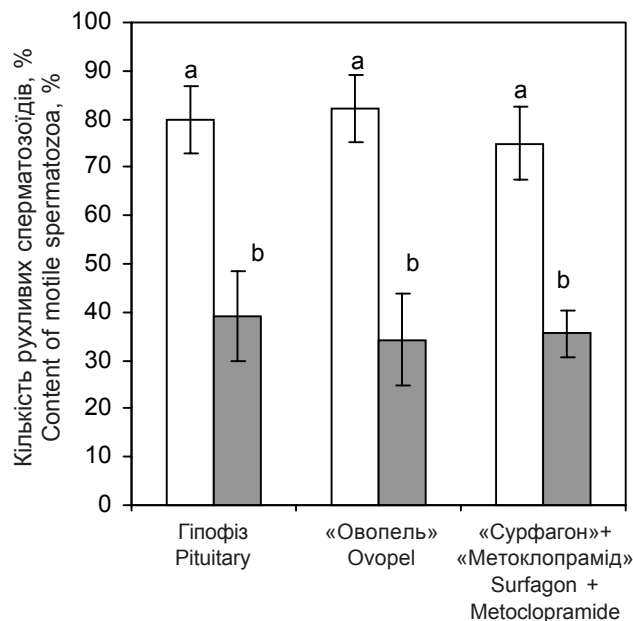 Кількість рухливих сперматозоїдів, %
Content of motile spermatozoa, %
100
90
80
70
60
50
40
30
20
10
0
a
b
a
b
a
b
Гіпофіз
Pituitary
«Овопель»
Ovopel
«Сурфагон»+
«Метоклопрамід»
Surfagon +
Metoclopramide